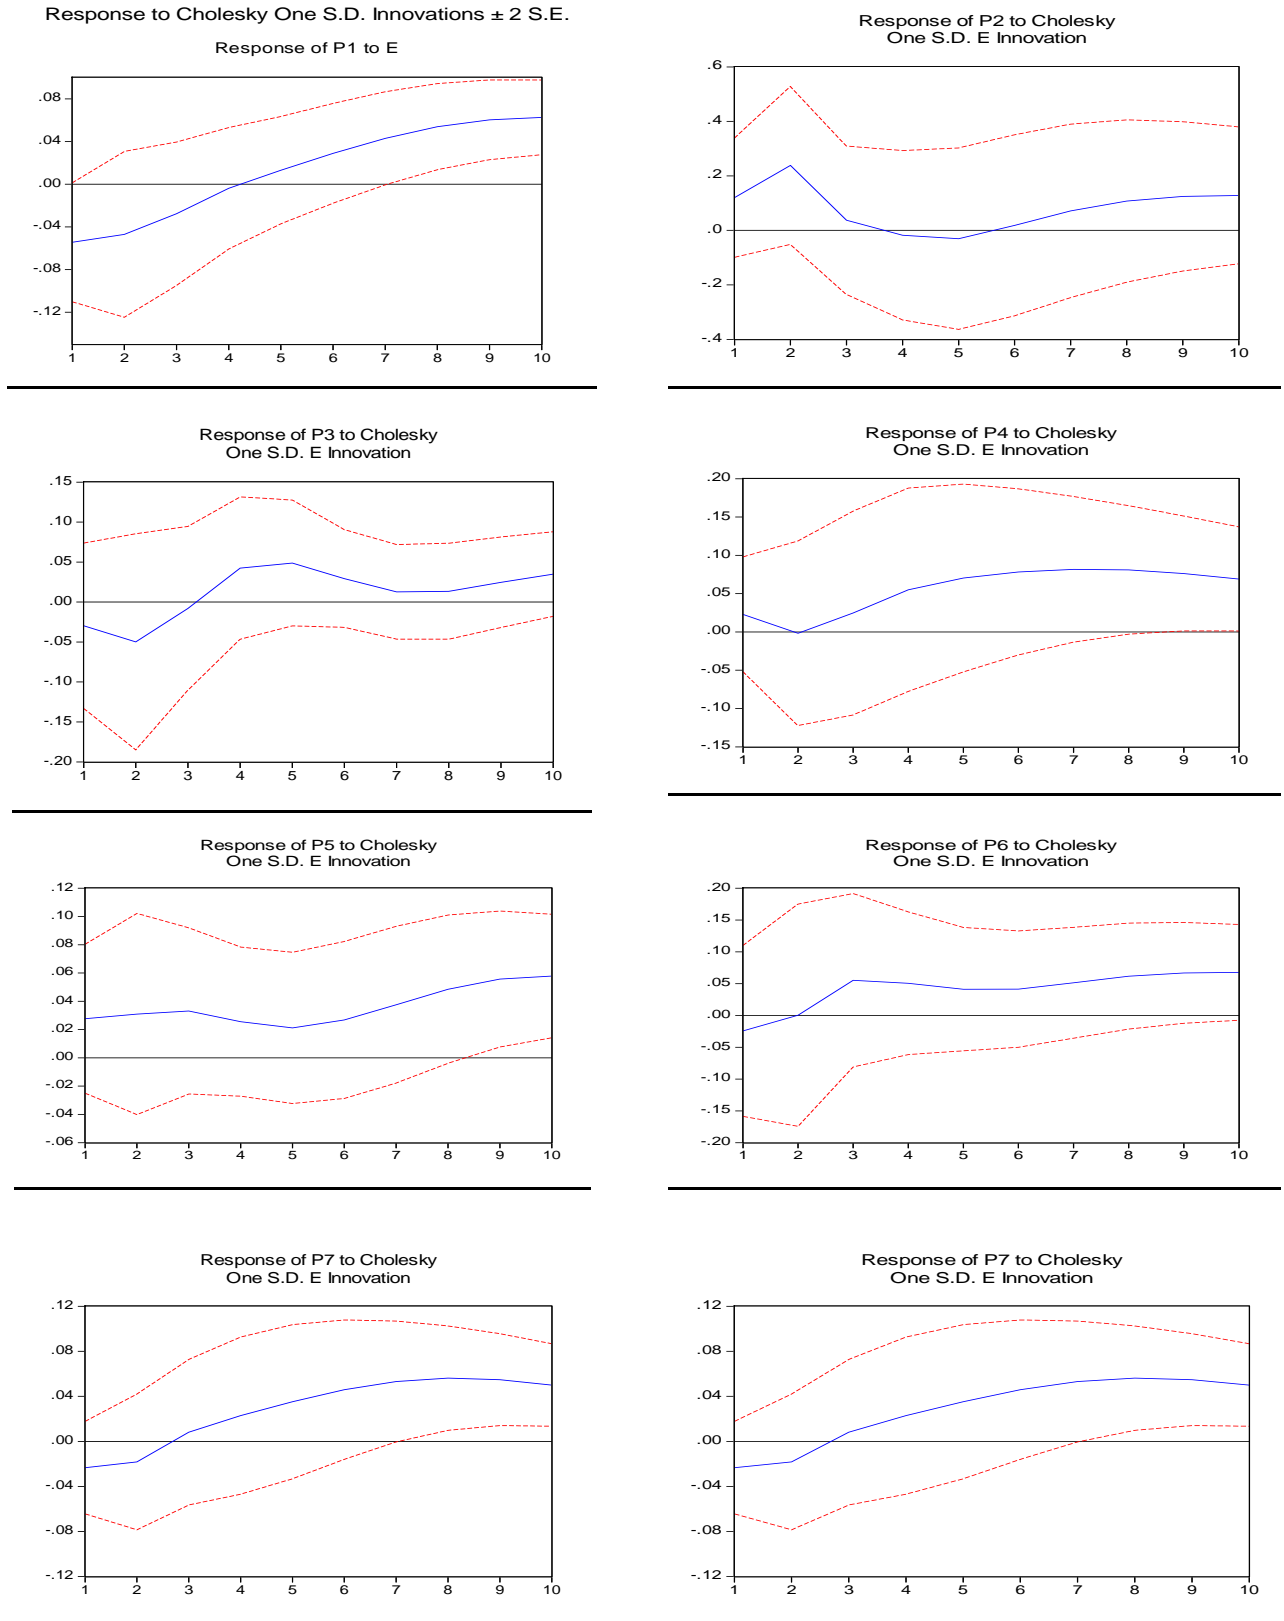 Response to Cholesky One S.D. Innovations ± 2 S.E.
Response of P1 to E
.08
.04
.00
-.04
-.08
-.12
1 2 3 4 5 6 7 8 9 10
Response of P2 to Cholesky
One S.D. E Innovation
.6
.4
.2
.0
-.2
-.4
1 2 3 4 5 6 7 8 9 10
Response of P3 to Cholesky
One S.D. E Innovation
.15
.10
.05
.00
-.05
-.10
-.15
-.20
1 2 3 4 5 6 7 8 9 10
Response of P4 to Cholesky
One S.D. E Innovation
.20
.15
.10
.05
.00
-.05
-.10
-.15
1 2 3 4 5 6 7 8 9 10
Response of P5 to Cholesky
One S.D. E Innovation
.12
.10
.08
.06
.04
.02
.00
-.02
-.04
-.06
1 2 3 4 5 6 7 8 9 10
Response of P6 to Cholesky
One S.D. E Innovation
.20
.15
.10
.05
.00
-.05
-.10
-.15
-.20
1 2 3 4 5 6 7 8 9 10
Response of P7 to Cholesky
One S.D. E Innovation
.12
.08
.04
.00
-.04
-.08
-.12
1 2 3 4 5 6 7 8 9 10
Response of P7 to Cholesky
One S.D. E Innovation
.12
.08
.04
.00
-.04
-.08
-.12
1 2 3 4 5 6 7 8 9 10